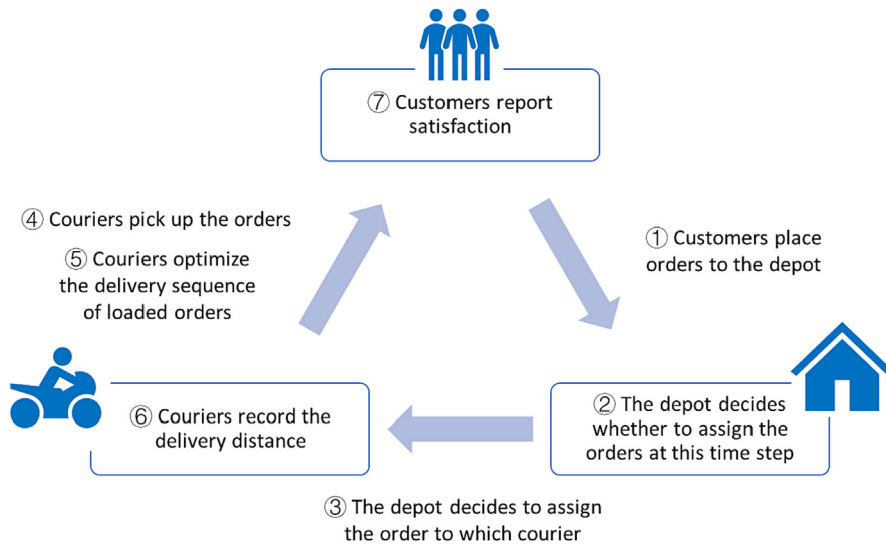 ⑦ Customers report
satisfaction
④ Couriers pick up the orders
⑤ Couriers optimize
the delivery sequence
of loaded orders
① Customers place
orders to the depot
⑥ Couriers record the
delivery distance
② The depot decides
whether to assign the
orders at this time step
③ The depot decides to assign
the order to which courier